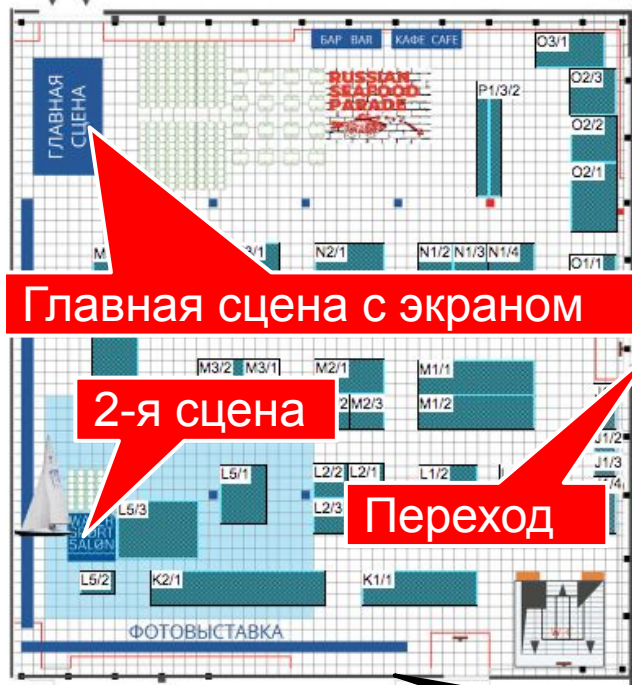 БАР BAR
КАФЕ CAFE
O3/1
ГЛАВНАЯ
СЦЕНА
RUSSIAN
SEAFOOD
PARADE
P1/3/2
O2/3
O2/2
O2/1
N2/1
N1/2 N1/3 N1/4
O1/1
Главная сцена с экраном
M3/2 M3/1
M2/1
M1/1
2-я сцена
M2/3
M1/2
J1/2
L5/1
L2/2 L2/1
L1/2
J1/3
L5/3
L2/3
Переход
WATER
SPORT
SALON
L5/2
K2/1
K1/1
ФОТОВЫСТАВКА